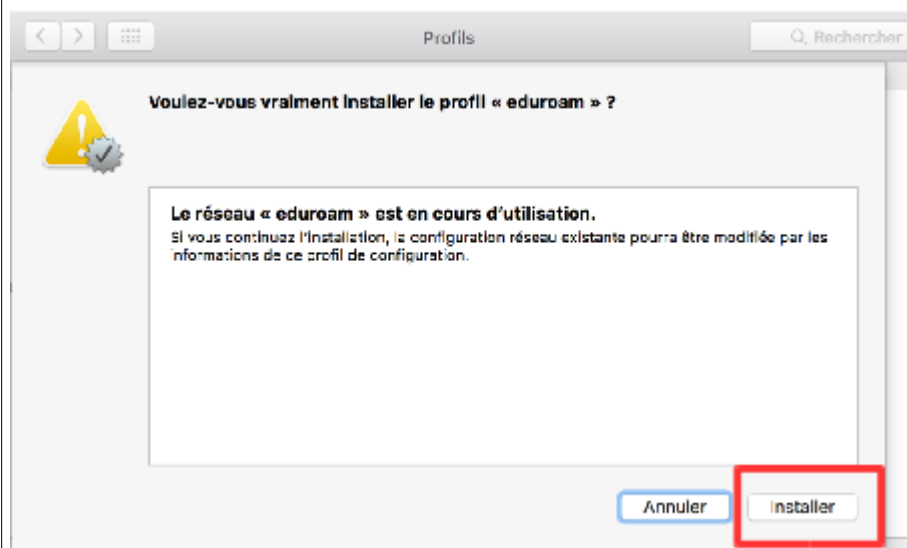 Profils
Rechercher
Voulez-vous vraiment installer le profil « eduroam » ?
Le réseau « eduroam » est en cours d'utilisation.
Si vous continuez l'installation, la configuration réseau existante pourra être modifiée par les
informations de ce profil de configuration.
Annuler
Installer